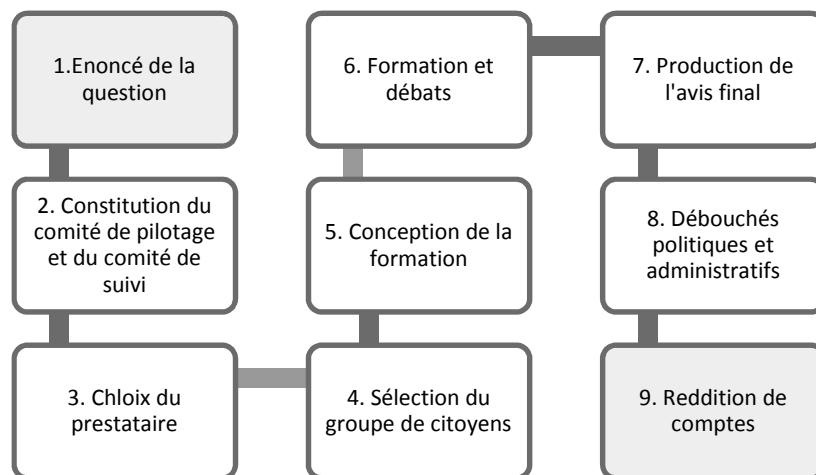 1.Enoncé de la
question
2. Constitution du
comité de pilotage
et du comité de
suivi
3. Chloix du
prestataire
4. Sélection du
groupe de citoyens
5. Conception de la
formation
6. Formation et
débats
7. Production de
l'avis final
8. Débouchés
politiques et
administratifs
9. Reddition de
comptes